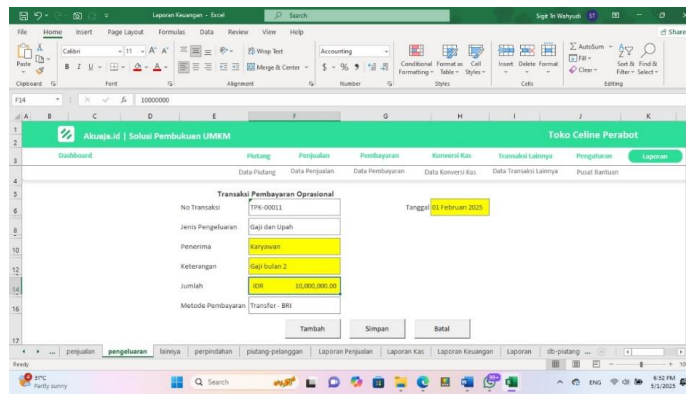 Laporan Keuangan - Excel
Search
Sigit Tri Wahyudi ST
File Home Insert Page Layout Formulas Data Review View Help Share
Paste
Calibri 11
B I U
Wrap Text
Merge & Center
Accounting
Conditional Formatting
Format as Table
Cell Styles
Insert Delete Format
AutoSum
Fill
Clear
Sort & Filter
Find & Select
Clipboard Font Alignment Number Styles Cells Editing
F14 fx 10000000
A B C D E F G H I J K
Akuaja.id | Solusi Pembukuan UMKM Toko Celine Perabot
Dashboard Piutang Penjualan Pembayaran Konversi Kas Transaksi Lainnya Pengaturan Laporan
Data Piutang Data Penjualan Data Pembayaran Data Konversi Kas Data Transaksi Lainnya Pusat Bantuan
Transaksi Pembayaran Oprasional
No Transaksi TPK-00011 Tanggal 01 Februari 2025
Jenis Pengeluaran Gaji dan Upah
Penerima Karyawan
Keterangan Gaji bulan 2
Jumlah IDR 10,000,000.00
Metode Pembayaran Transfer - BRI
Tambah Simpan Batal
... penjualan pengeluaran lainnya perpindahan piutang-pelanggan Laporan Penjualan Laporan Kas Laporan Keuangan Laporan db-piutang ...
Ready
31°C
Partly sunny
Search
ENG
6:32 PM
5/1/2025